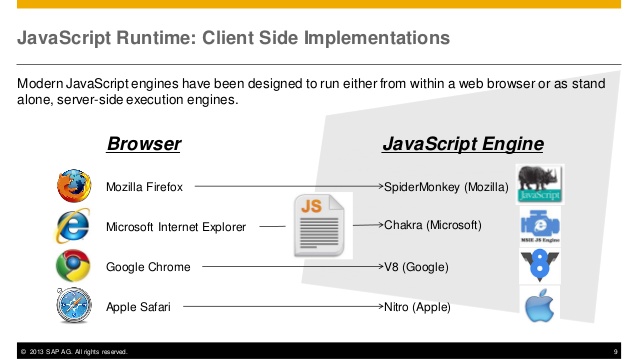 JavaScript Runtime: Client Side Implementations
Modern JavaScript engines have been designed to run either from within a web browser or as stand
alone, server-side execution engines.
Browser
JavaScript Engine
Mozilla Firefox
SpiderMonkey (Mozilla)
JavaScript
JS
Microsoft Internet Explorer
Chakra (Microsoft)
MSIE JS Engine
Google Chrome
V8 (Google)
8
Apple Safari
Nitro (Apple)
© 2013 SAP AG. All rights reserved.
9